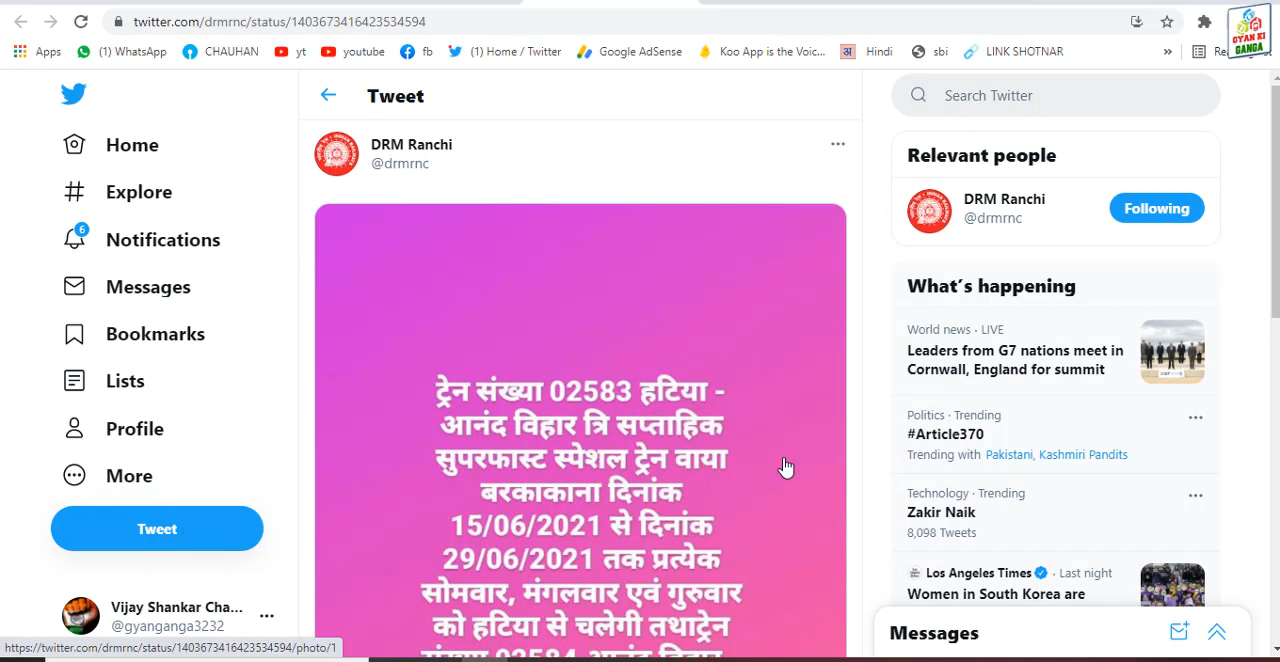 twitter.com/drmrnc/status/1403673416423534594
GYAN KI
GANGA
Apps (1) WhatsApp CHAUHAN yt youtube fb (1) Home / Twitter Google AdSense Koo App is the Voic... अ Hindi sbi LINK SHOTNAR »
Home
Explore
6
Notifications
Messages
Bookmarks
Lists
Profile
More
Tweet
Vijay Shankar Cha...
@gyanganga3232
https://twitter.com/drmrnc/status/1403673416423534594/photo/1
Tweet
DRM Ranchi
@drmrnc
ट्रेन संख्या 02583 हटिया -
आनंद विहार त्रि सप्ताहिक
सुपरफास्ट स्पेशल ट्रेन वाया
बरकाकाना दिनांक
15/06/2021 से दिनांक
29/06/2021 तक प्रत्येक
सोमवार, मंगलवार एवं गुरुवार
को हटिया से चलेगी तथाट्रेन
संख्या 02584 आनंद विहार -
Search Twitter
Relevant people
DRM Ranchi
@drmrnc
Following
What's happening
World news · LIVE
Leaders from G7 nations meet in
Cornwall, England for summit
Politics · Trending
#Article370
Trending with Pakistani, Kashmiri Pandits
Technology · Trending
Zakir Naik
8,098 Tweets
Los Angeles Times · Last night
Women in South Korea are
Messages